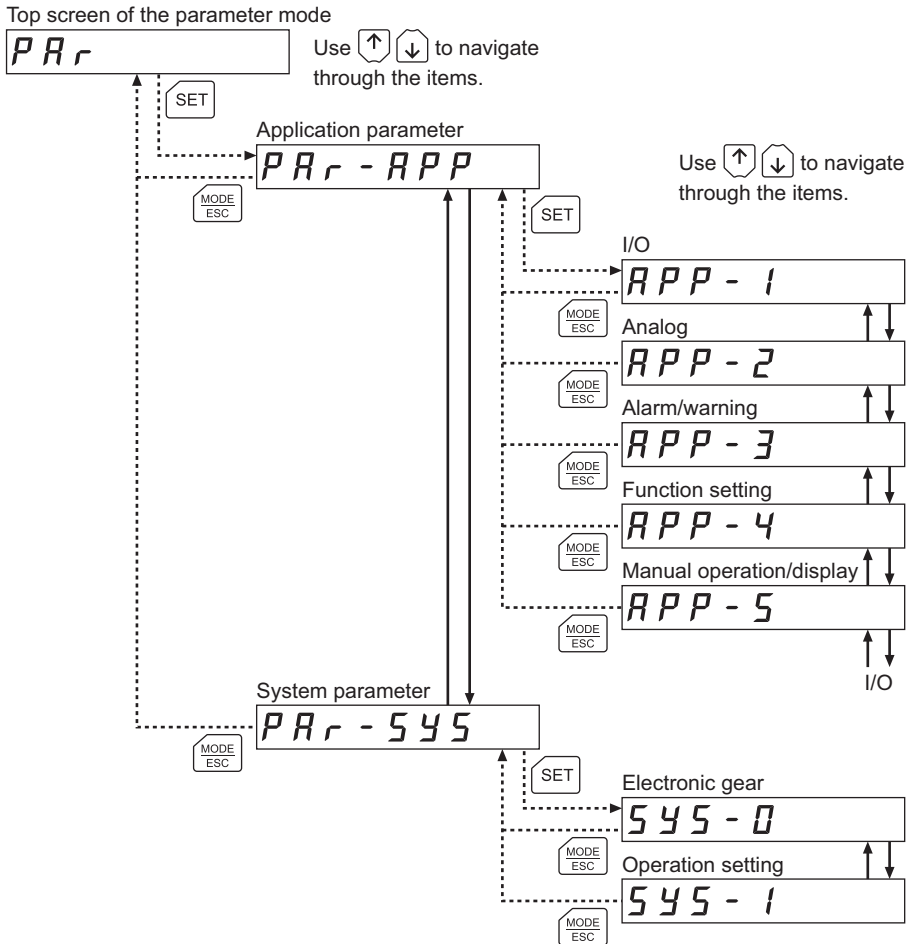 Top screen of the parameter mode
PAr
Use ↑ ↓ to navigate
through the items.
SET
Application parameter
PAr-APP
MODE
ESC
Use ↑ ↓ to navigate
through the items.
SET
I/O
APP-1
MODE
ESC
Analog
APP-2
MODE
ESC
Alarm/warning
APP-3
MODE
ESC
Function setting
APP-4
MODE
ESC
Manual operation/display
APP-5
MODE
ESC
I/O
System parameter
PAr-SYS
MODE
ESC
SET
Electronic gear
SYS-0
MODE
ESC
Operation setting
SYS-1
MODE
ESC